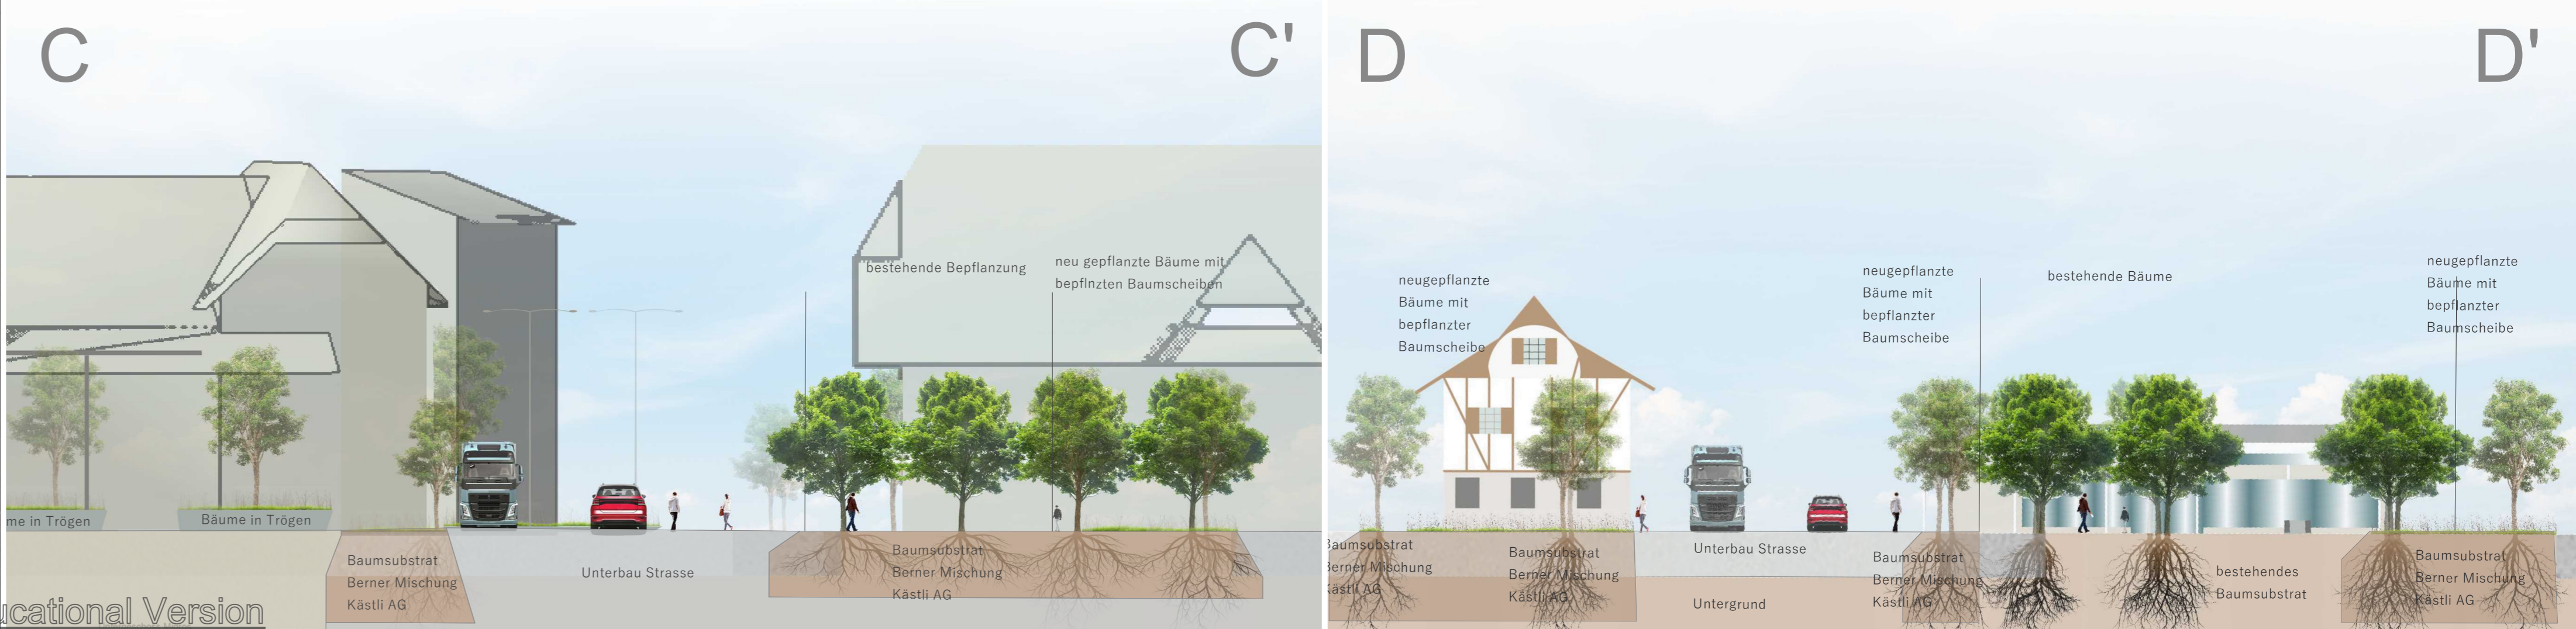 C
C'
bestehende Bepflanzung
neu gepflanzte Bäume mit
bepflnzten Baumscheiben
me in Trögen
Bäume in Trögen
Baumsubstrat
Berner Mischung
Kästli AG
Unterbau Strasse
Baumsubstrat
Berner Mischung
Kästli AG
ucational Version
D
D'
neugepflanzte
Bäume mit
bepflanzter
Baumscheibe
neugepflanzte
Bäume mit
bepflanzter
Baumscheibe
bestehende Bäume
neugepflanzte
Bäume mit
bepflanzter
Baumscheibe
Baumsubstrat
Berner Mischung
Kästli AG
Baumsubstrat
Berner Mischung
Kästli AG
Unterbau Strasse
Untergrund
Baumsubstrat
Berner Mischung
Kästli AG
bestehendes
Baumsubstrat
Baumsubstrat
Berner Mischung
Kästli AG